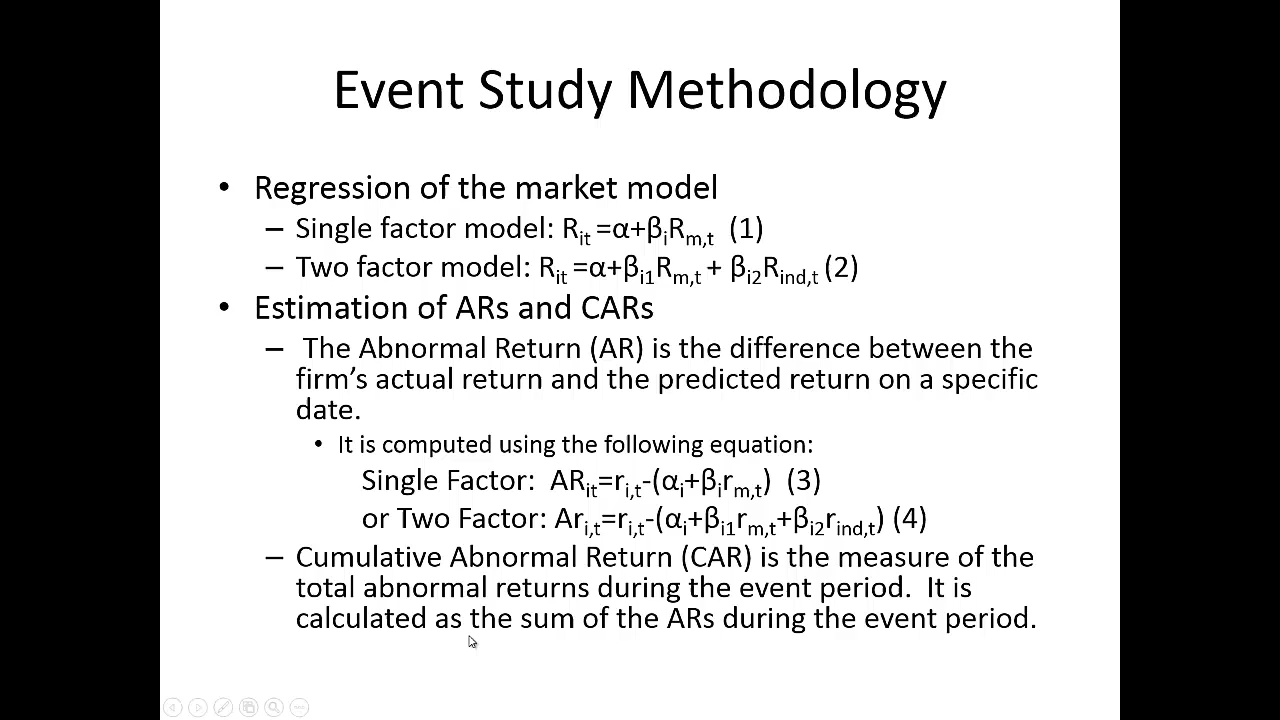 Event Study Methodology
• Regression of the market model
– Single factor model: Rit =α+βiRm,t (1)
– Two factor model: Rit =α+βi1Rm,t + βi2Rind,t (2)
• Estimation of ARs and CARs
– The Abnormal Return (AR) is the difference between the
firm’s actual return and the predicted return on a specific
date.
• It is computed using the following equation:
Single Factor: ARit=ri,t-(αi+βirm,t) (3)
or Two Factor: Ari,t=ri,t-(αi+βi1rm,t+βi2rind,t) (4)
– Cumulative Abnormal Return (CAR) is the measure of the
total abnormal returns during the event period. It is
calculated as the sum of the ARs during the event period.